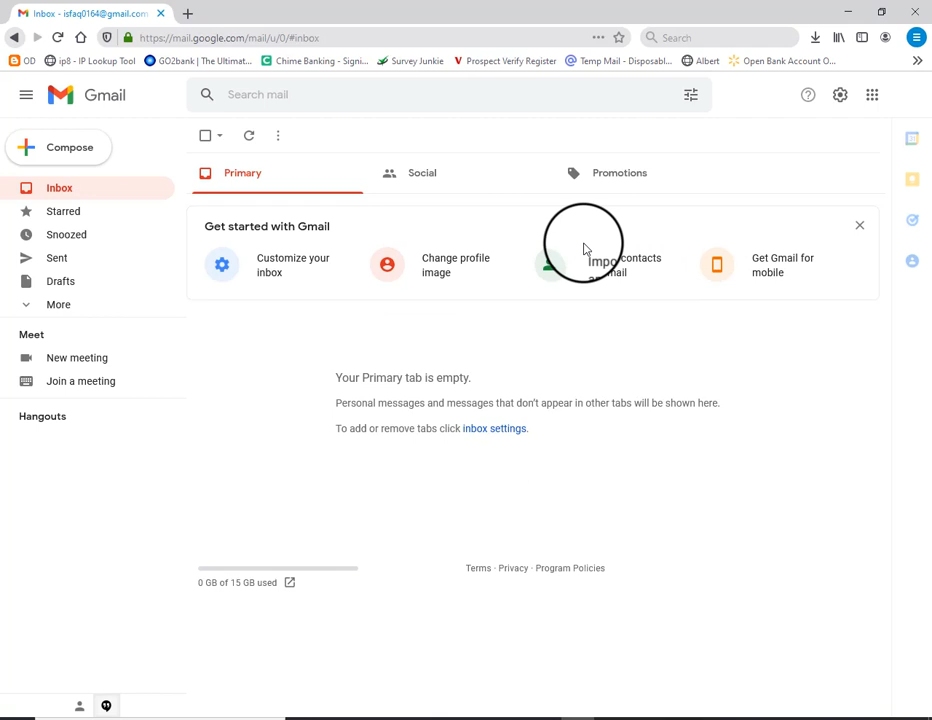 Inbox - isfaq0164@gmail.com
https://mail.google.com/mail/u/0/#inbox
Search
OD
ip8 - IP Lookup Tool
GO2bank | The Ultimat...
Chime Banking - Signi...
Survey Junkie
Prospect Verify Register
Temp Mail - Disposabl...
Albert
Open Bank Account O...
Gmail
Search mail
Compose
Inbox
Starred
Snoozed
Sent
Drafts
More
Meet
New meeting
Join a meeting
Hangouts
Primary
Social
Promotions
Get started with Gmail
Customize your
inbox
Change profile
image
contacts
Get Gmail for
mobile
Your Primary tab is empty.
Personal messages and messages that don't appear in other tabs will be shown here.
To add or remove tabs click inbox settings.
0 GB of 15 GB used
Terms · Privacy · Program Policies